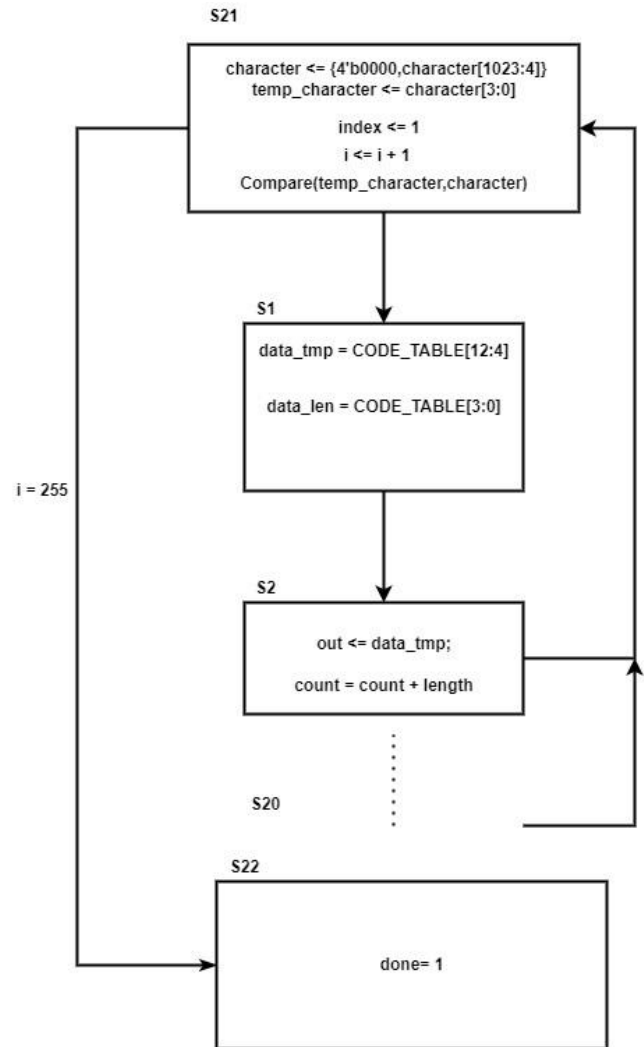 S21
character <= {4'b0000,character[1023:4]}
temp_character <= character[3:0]
index <= 1
i <= i + 1
Compare(temp_character,character)
S1
data_tmp = CODE_TABLE[12:4]
data_len = CODE_TABLE[3:0]
i = 255
S2
out <= data_tmp;
count = count + length
S20
S22
done= 1